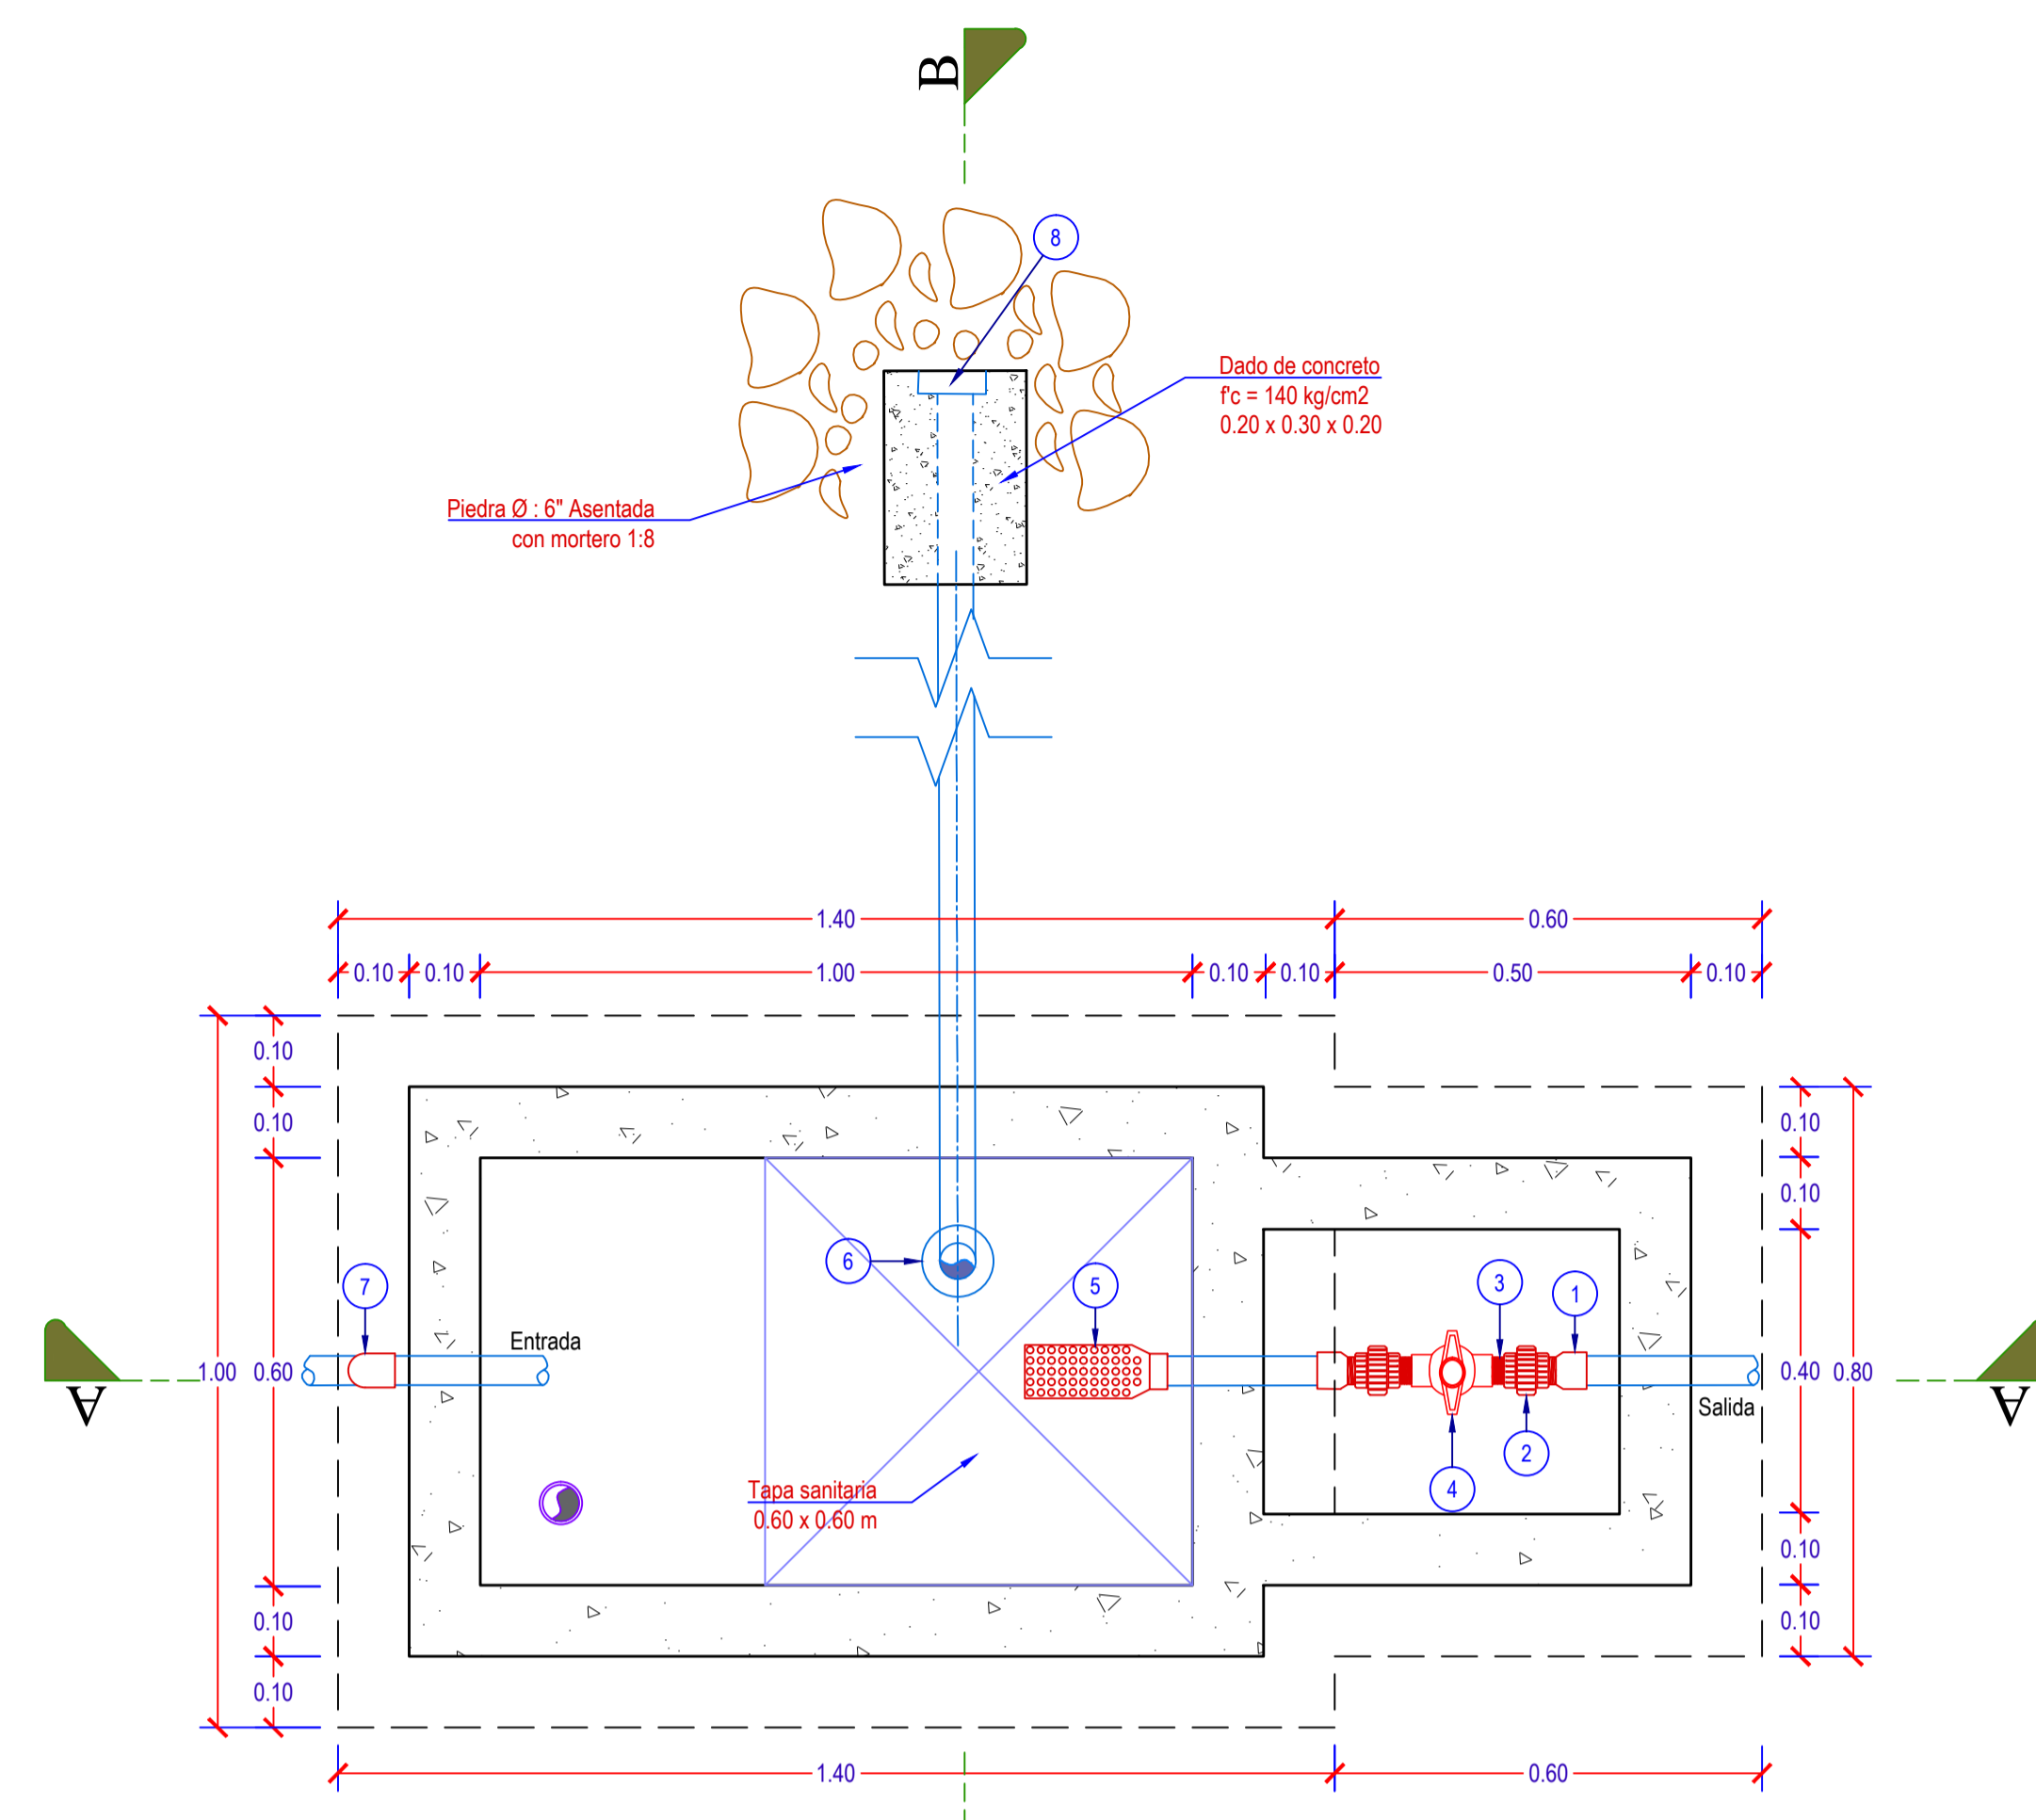 B
8
Dado de concreto
f'c = 140 kg/cm2
0.20 x 0.30 x 0.20
Piedra Ø : 6" Asentada
con mortero 1:8
1.40
0.60
0.10
0.10
1.00
0.10
0.10
0.50
0.10
0.10
0.10
0.10
0.10
6
5
3
1
7
Entrada
1.00
0.60
0.40
0.80
A
A
Salida
2
4
Tapa sanitaria
0.60 x 0.60 m
0.10
0.10
0.10
0.10
1.40
0.60